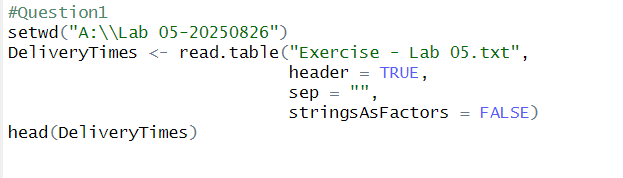 #Question1
setwd("A:\\Lab 05-20250826")
DeliveryTimes <- read.table("Exercise - Lab 05.txt",
                            header = TRUE,
                            sep = "",
                            stringsAsFactors = FALSE)
head(DeliveryTimes)